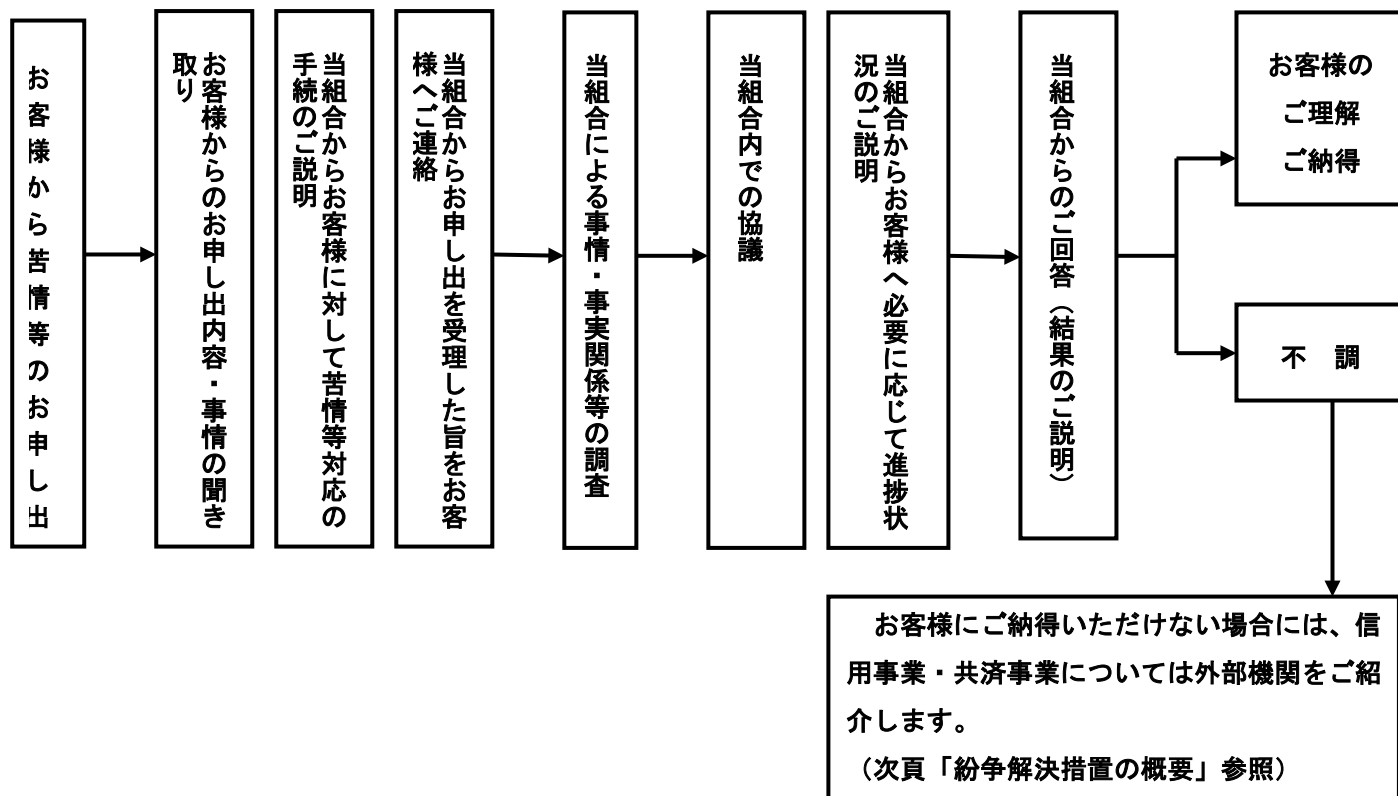 お客様から苦情等のお申し出
お客様からのお申し出内容・事情の聞き
取り
当組合からお客様に対して苦情等対応の
手続のご説明
当組合からお申し出を受理した旨をお客
様へご連絡
当組合による事情・事実関係等の調査
当組合内での協議
当組合からお客様へ必要に応じて進捗状
況のご説明
当組合からのご回答（結果のご説明）
お客様の
ご理解
ご納得
不　調
お客様にご納得いただけない場合には、信
用事業・共済事業については外部機関をご紹
介します。
（次頁「紛争解決措置の概要」参照）